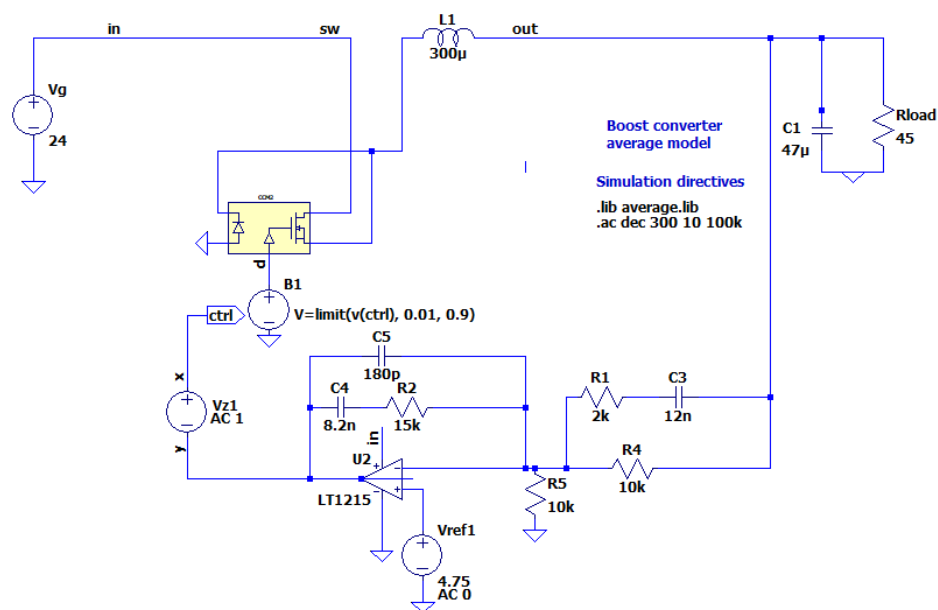 in
sw
L1
300µ
out
Vg
24
Boost converter
average model
C1
47µ
Rload
45
Simulation directives
.lib average.lib
.ac dec 300 10 100k
CCM2
d
B1
V=limit(v(ctrl), 0.01, 0.9)
ctrl
x
Vz1
AC 1
y
C5
180p
C4
8.2n
R2
15k
R1
2k
C3
12n
in
U2
LT1215
R4
10k
R5
10k
Vref1
4.75
AC 0